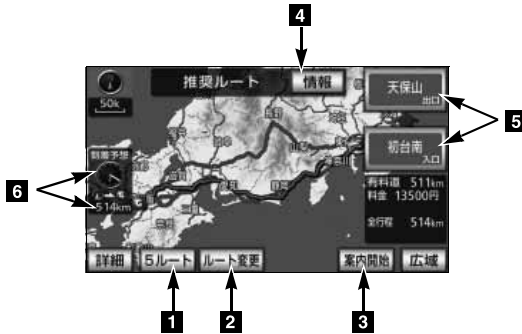 4
推奨ルート
情報
天保山
出口
50k
5
初台南
入口
到着予想
6
514km
有料道 511km
料金 13500円
全行程 514km
詳細
5ルート
ルート変更
案内開始
広域
1
2
3